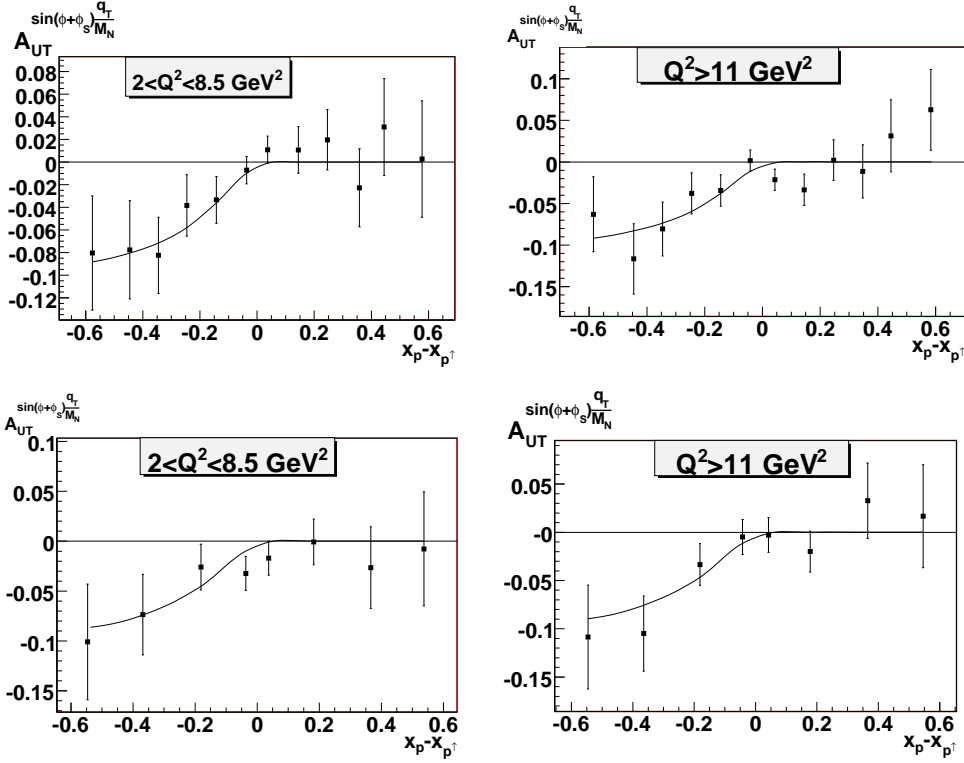 A_UT^{sin(ϕ+ϕ_s) q_T/M_N}
2<Q²<8.5 GeV²
0.08
0.06
0.04
0.02
0
-0.02
-0.04
-0.06
-0.08
-0.1
-0.12
-0.6 -0.4 -0.2 0 0.2 0.4 0.6
x_p-x_p↑
A_UT^{sin(ϕ+ϕ_s) q_T/M_N}
Q²>11 GeV²
0.1
0.05
0
-0.05
-0.1
-0.15
-0.6 -0.4 -0.2 0 0.2 0.4 0.6
x_p-x_p↑
A_UT^{sin(ϕ+ϕ_s) q_T/M_N}
2<Q²<8.5 GeV²
0.1
0.05
0
-0.05
-0.1
-0.15
-0.6 -0.4 -0.2 0 0.2 0.4 0.6
x_p-x_p↑
A_UT^{sin(ϕ+ϕ_s) q_T/M_N}
Q²>11 GeV²
0.05
-0
-0.05
-0.1
-0.15
-0.6 -0.4 -0.2 0 0.2 0.4 0.6
x_p-x_p↑